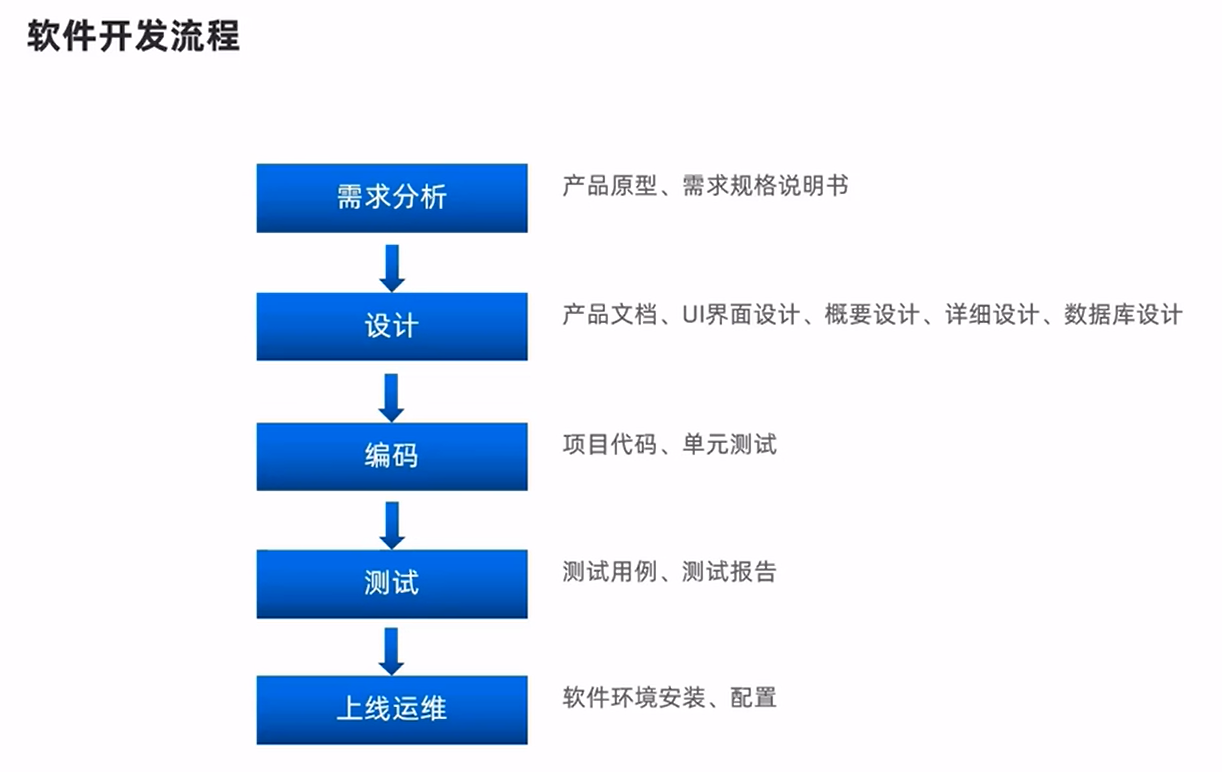 软件开发流程
需求分析
产品原型、需求规格说明书
设计
产品文档、UI界面设计、概要设计、详细设计、数据库设计
编码
项目代码、单元测试
测试
测试用例、测试报告
上线运维
软件环境安装、配置